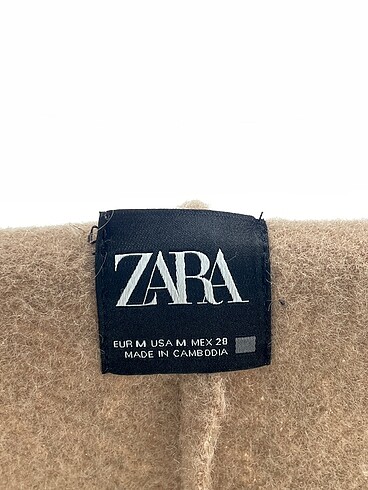 ZARA
EUR M USA M MEX 28
MADE IN CAMBODIA